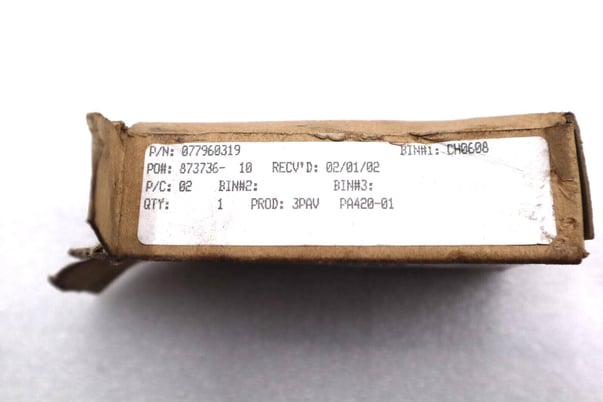 P/N: 077960319 BIN#1: CH0608
PO#: 873736- 10 RECV'D: 02/01/02
P/C: 02 BIN#2: BIN#3:
QTY: 1 PROD: 3PAV PA420-01